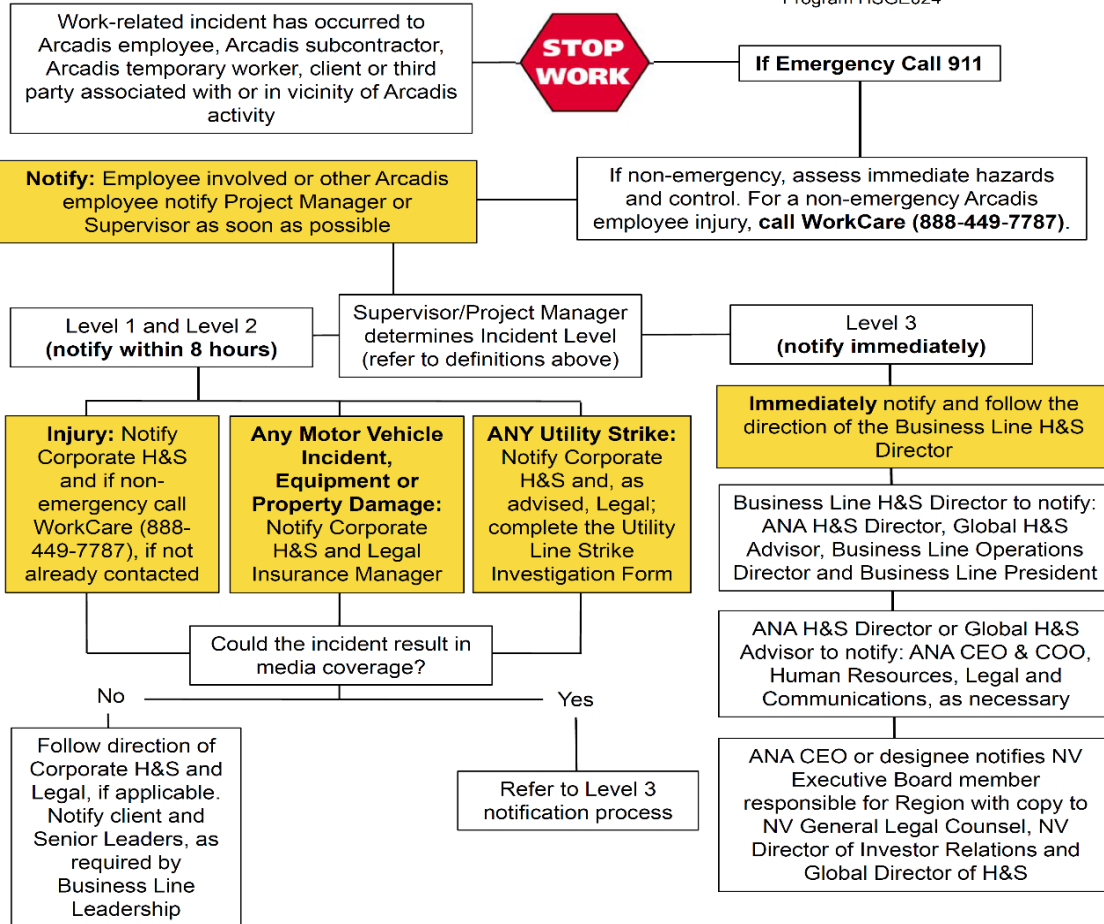 Program HSGE024
Work-related incident has occurred to
Arcadis employee, Arcadis subcontractor,
Arcadis temporary worker, client or third
party associated with or in vicinity of Arcadis
activity
STOP
WORK
If Emergency Call 911
Notify: Employee involved or other Arcadis
employee notify Project Manager or
Supervisor as soon as possible
If non-emergency, assess immediate hazards
and control. For a non-emergency Arcadis
employee injury, call WorkCare (888-449-7787).
Level 1 and Level 2
(notify within 8 hours)
Supervisor/Project Manager
determines Incident Level
(refer to definitions above)
Level 3
(notify immediately)
Injury: Notify
Corporate H&S
and if non-
emergency call
WorkCare (888-
449-7787), if not
already contacted
Any Motor Vehicle
Incident,
Equipment or
Property Damage:
Notify Corporate
H&S and Legal
Insurance Manager
ANY Utility Strike:
Notify Corporate
H&S and, as
advised, Legal;
complete the Utility
Line Strike
Investigation Form
Immediately notify and follow the
direction of the Business Line H&S
Director
Business Line H&S Director to notify:
ANA H&S Director, Global H&S
Advisor, Business Line Operations
Director and Business Line President
Could the incident result in
media coverage?
ANA H&S Director or Global H&S
Advisor to notify: ANA CEO & COO,
Human Resources, Legal and
Communications, as necessary
No
Yes
Follow direction of
Corporate H&S and
Legal, if applicable.
Notify client and
Senior Leaders, as
required by
Business Line
Leadership
Refer to Level 3
notification process
ANA CEO or designee notifies NV
Executive Board member
responsible for Region with copy to
NV General Legal Counsel, NV
Director of Investor Relations and
Global Director of H&S